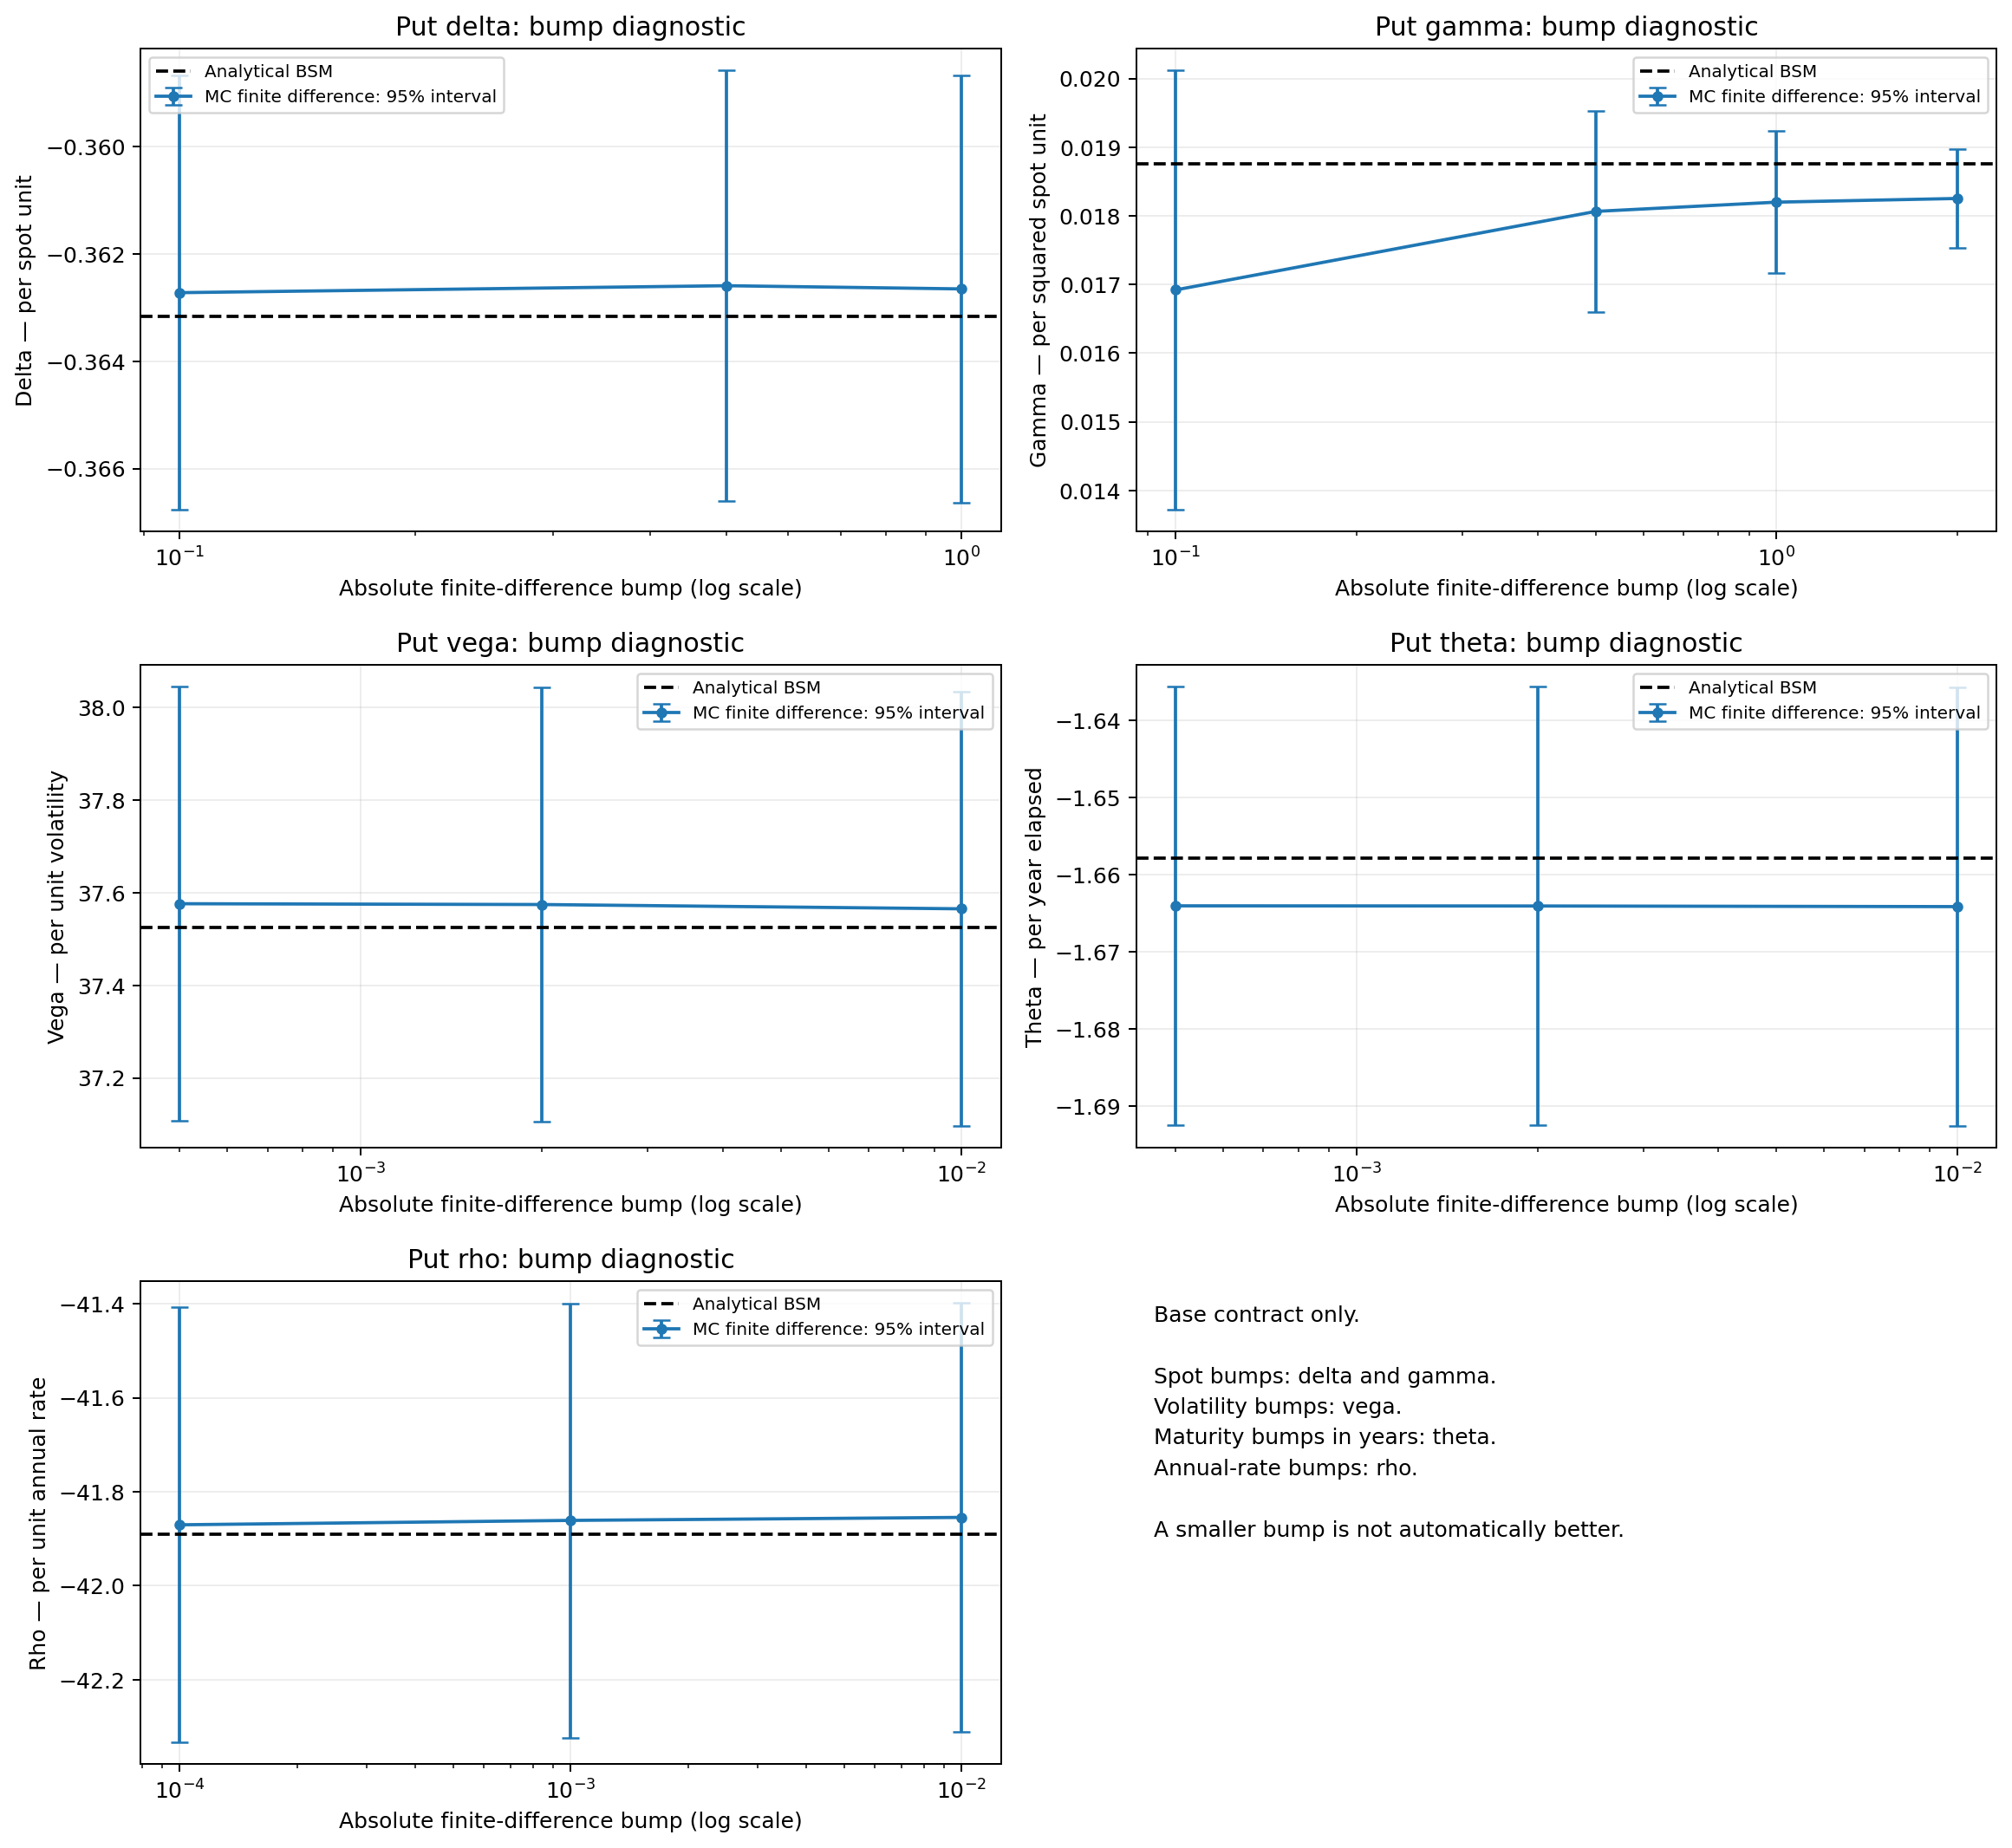 Put delta: bump diagnostic
Analytical BSM
MC finite difference: 95% interval
Delta — per spot unit
−0.360
−0.362
−0.364
−0.366
10⁻¹
10⁰
Absolute finite-difference bump (log scale)
Put gamma: bump diagnostic
Analytical BSM
MC finite difference: 95% interval
Gamma — per squared spot unit
0.020
0.019
0.018
0.017
0.016
0.015
0.014
10⁻¹
10⁰
Absolute finite-difference bump (log scale)
Put vega: bump diagnostic
Analytical BSM
MC finite difference: 95% interval
Vega — per unit volatility
38.0
37.8
37.6
37.4
37.2
10⁻³
10⁻²
Absolute finite-difference bump (log scale)
Put theta: bump diagnostic
Analytical BSM
MC finite difference: 95% interval
Theta — per year elapsed
−1.64
−1.65
−1.66
−1.67
−1.68
−1.69
10⁻³
10⁻²
Absolute finite-difference bump (log scale)
Put rho: bump diagnostic
Analytical BSM
MC finite difference: 95% interval
Rho — per unit annual rate
−41.4
−41.6
−41.8
−42.0
−42.2
10⁻⁴
10⁻³
10⁻²
Absolute finite-difference bump (log scale)
Base contract only.
Spot bumps: delta and gamma.
Volatility bumps: vega.
Maturity bumps in years: theta.
Annual-rate bumps: rho.
A smaller bump is not automatically better.